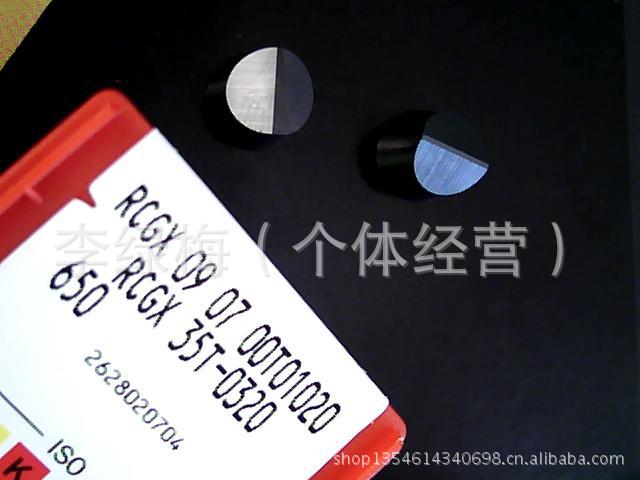 RCGX 09 07 00T01020
RCGX 35T-0320
650
2628020704
ISO
K
李绿梅（个体经营）
shop1354614340698.cn.alibaba.com